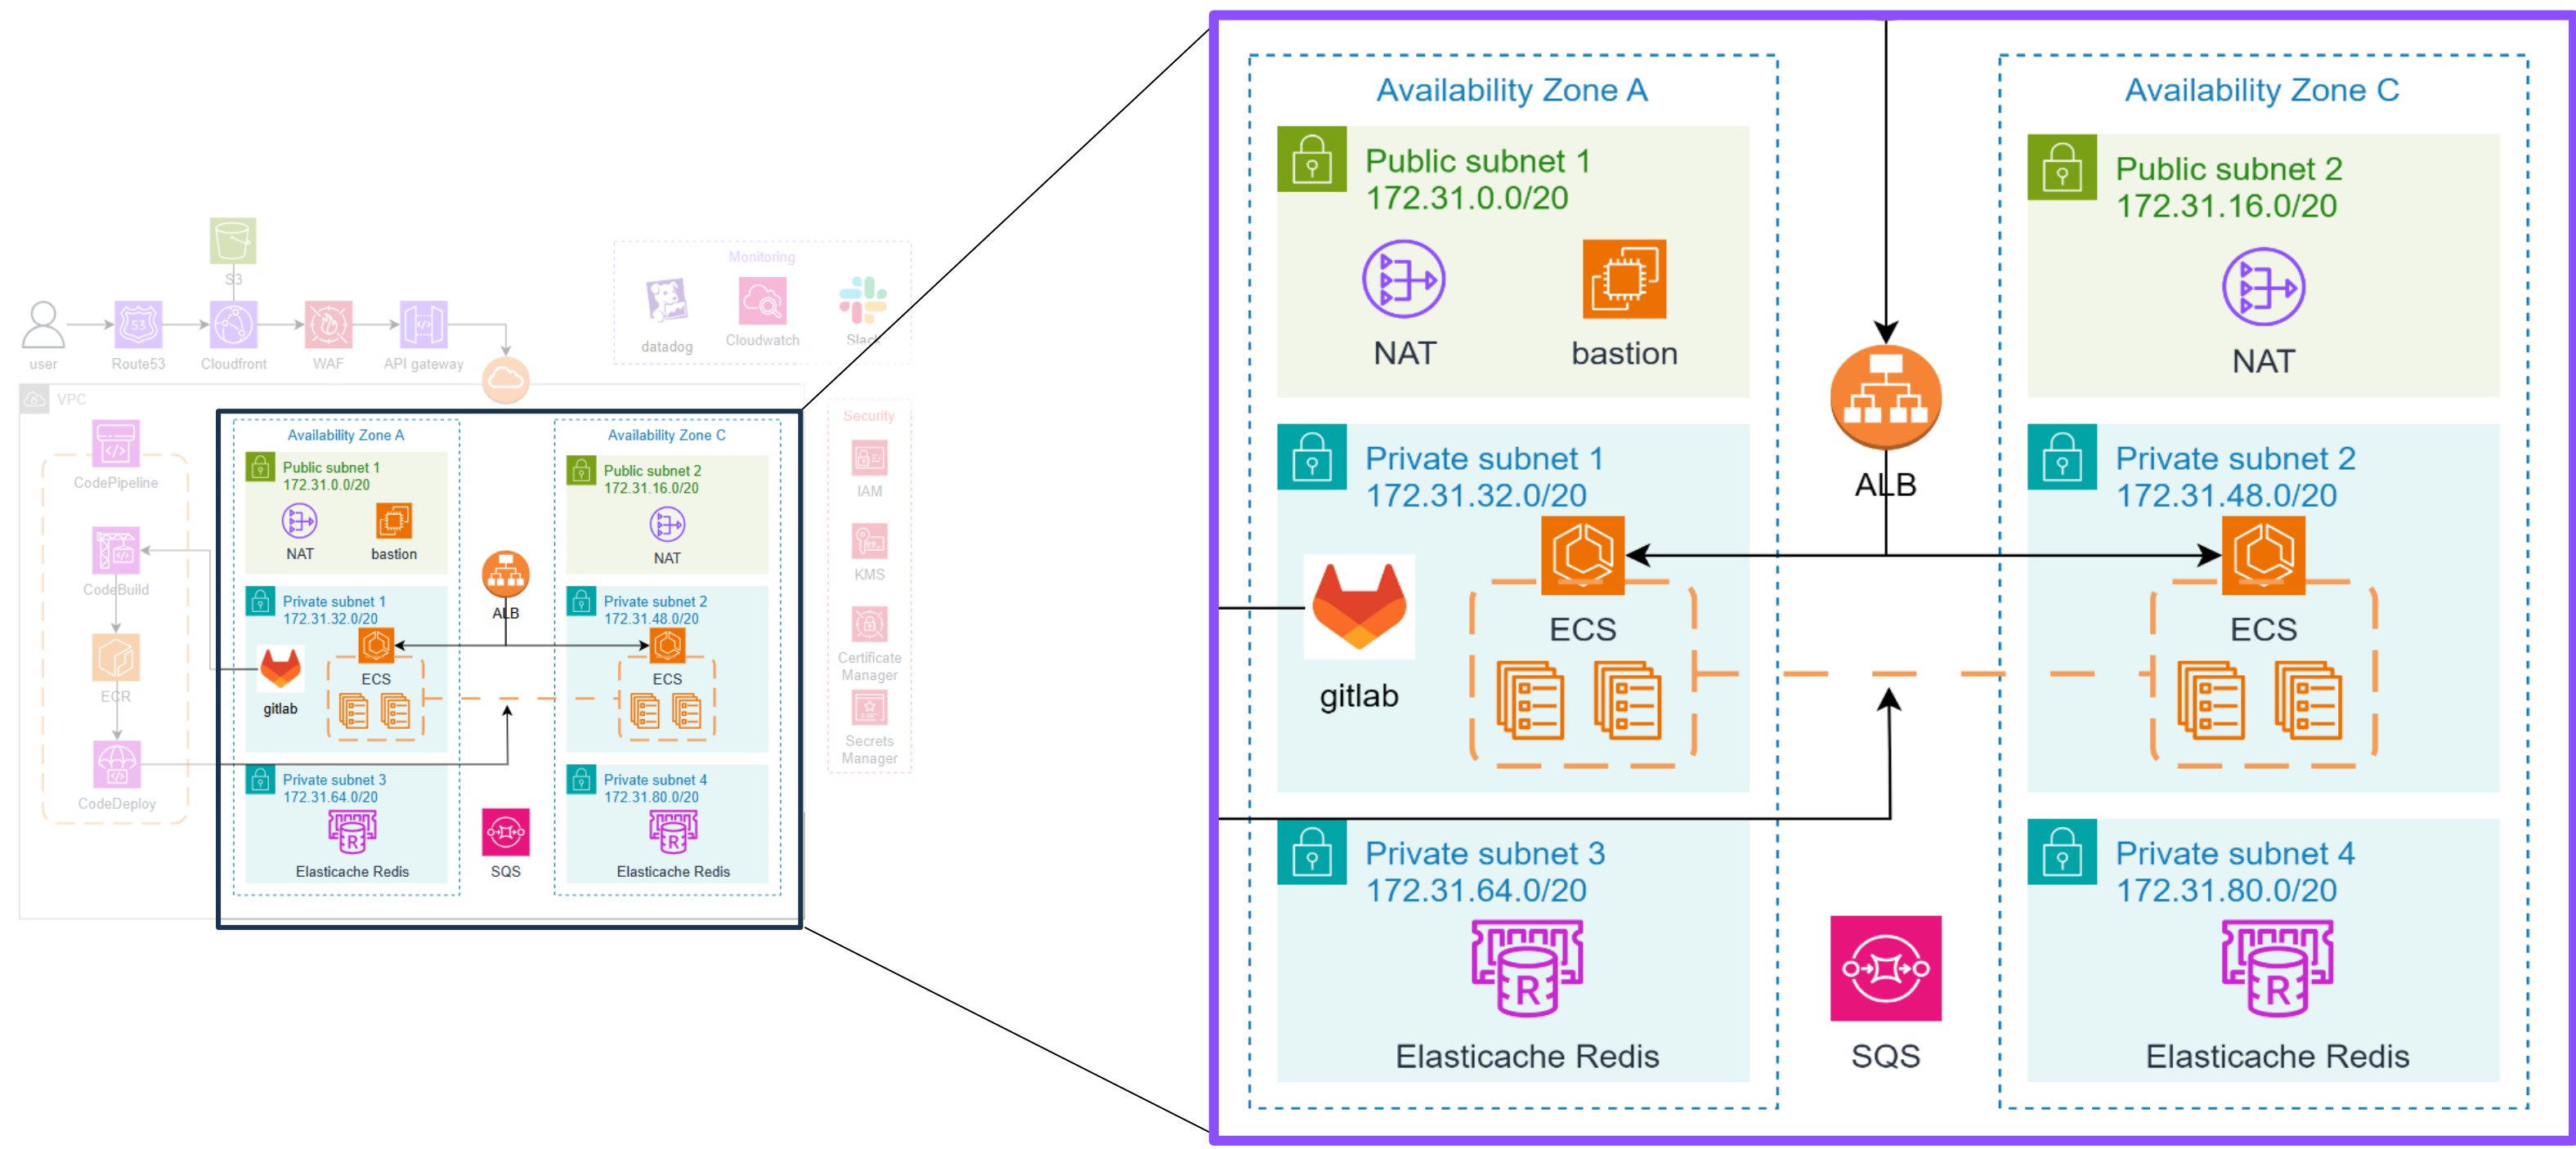 S3
user
Route53
Cloudfront
WAF
API gateway
53
Monitoring
datadog
Cloudwatch
Slack
VPC
CodePipeline
CodeBuild
ECR
CodeDeploy
Availability Zone A
Public subnet 1
172.31.0.0/20
NAT
bastion
Private subnet 1
172.31.32.0/20
gitlab
ECS
Private subnet 3
172.31.64.0/20
R
Elasticache Redis
ALB
SQS
Availability Zone C
Public subnet 2
172.31.16.0/20
NAT
Private subnet 2
172.31.48.0/20
ECS
Private subnet 4
172.31.80.0/20
R
Elasticache Redis
Security
IAM
KMS
Certificate
Manager
Secrets
Manager
Availability Zone A
Public subnet 1
172.31.0.0/20
NAT
bastion
Private subnet 1
172.31.32.0/20
gitlab
ECS
Private subnet 3
172.31.64.0/20
R
Elasticache Redis
ALB
SQS
Availability Zone C
Public subnet 2
172.31.16.0/20
NAT
Private subnet 2
172.31.48.0/20
ECS
Private subnet 4
172.31.80.0/20
R
Elasticache Redis